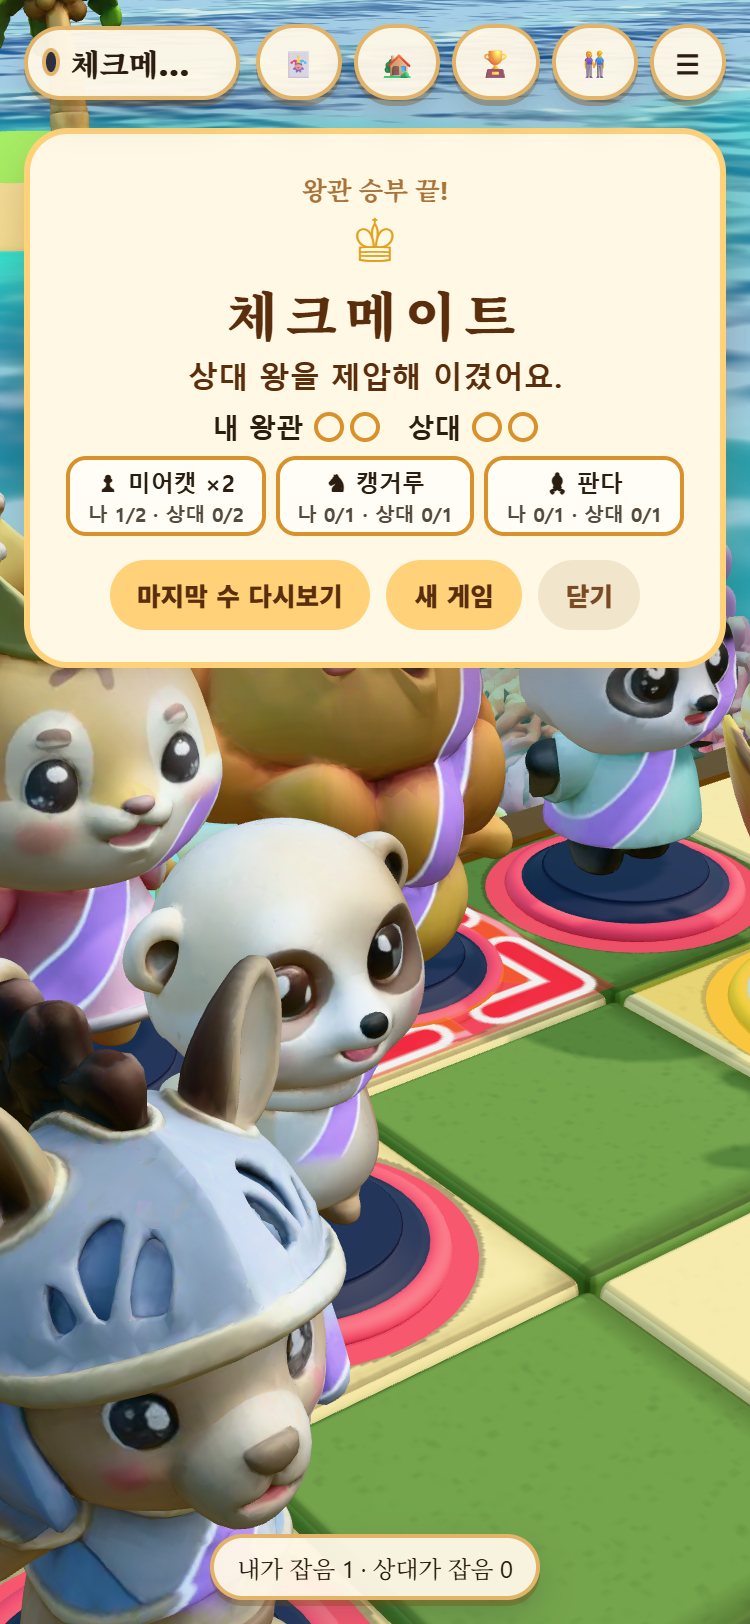 체크메...
왕관 승부 끝!
체크메이트
상대 왕을 제압해 이겼어요.
내 왕관 ○○ 상대 ○○
♟ 미어캣 ×2
나 1/2 · 상대 0/2
♞ 캥거루
나 0/1 · 상대 0/1
♝ 판다
나 0/1 · 상대 0/1
마지막 수 다시보기
새 게임
닫기
내가 잡음 1 · 상대가 잡음 0